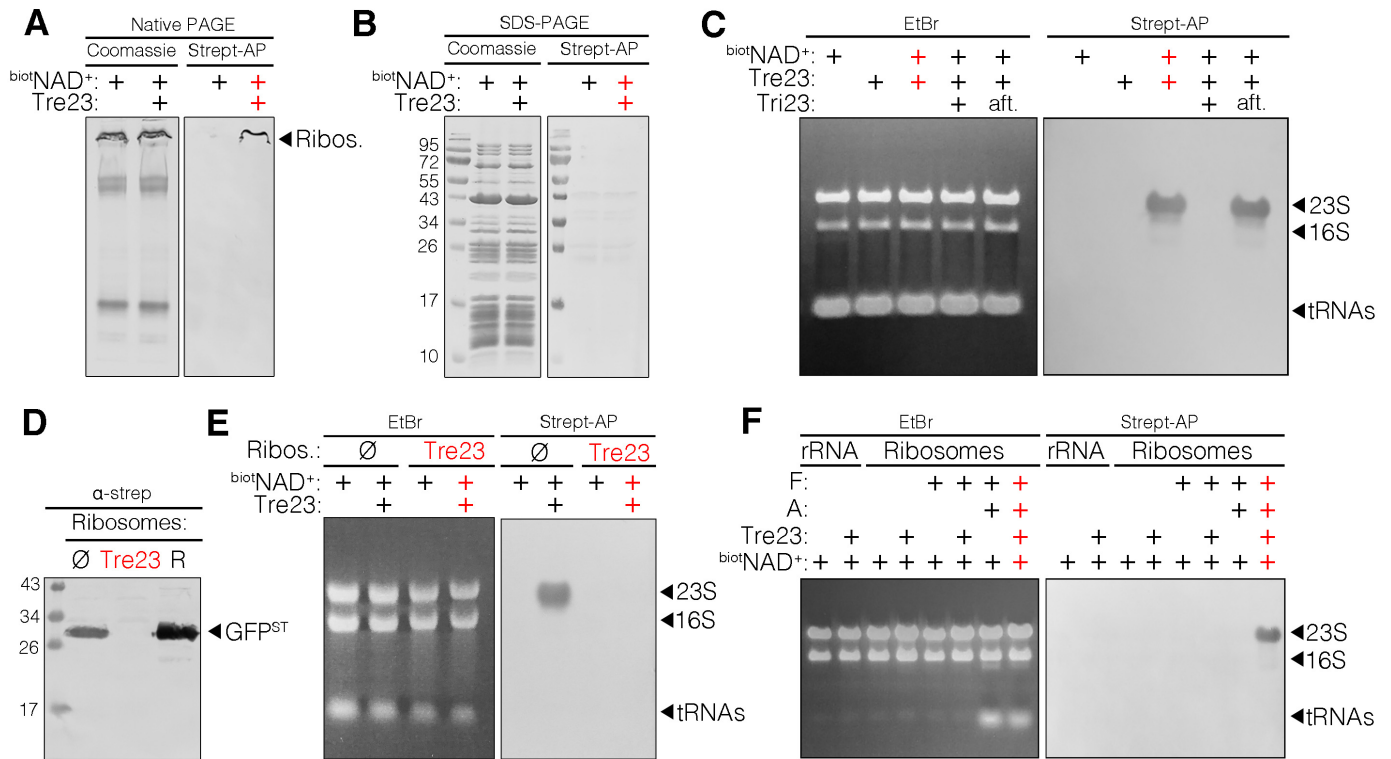 A
Native PAGE
Coomassie Strept-AP
biotNAD+: + + + +
Tre23: + +
◀Ribos.
B
SDS-PAGE
Coomassie Strept-AP
biotNAD+: + + + +
Tre23: + +
95
72
55
43
34
26
17
10
C
EtBr Strept-AP
biotNAD+: + + + + + + + +
Tre23: + + + + + + + +
Tri23: + aft. + aft.
◀23S
◀16S
◀tRNAs
D
α-strep
Ribosomes:
Ø Tre23 R
43
34
26
17
◀GFPST
E
EtBr Strept-AP
Ribos.: Ø Tre23 Ø Tre23
biotNAD+: + + + + + + + +
Tre23: + + + +
◀23S
◀16S
◀tRNAs
F
EtBr Strept-AP
rRNA Ribosomes rRNA Ribosomes
F: + + + + + + + +
A: + + + +
Tre23: + + + + + + + +
biotNAD+: + + + + + + + + + + + + + + + +
◀23S
◀16S
◀tRNAs